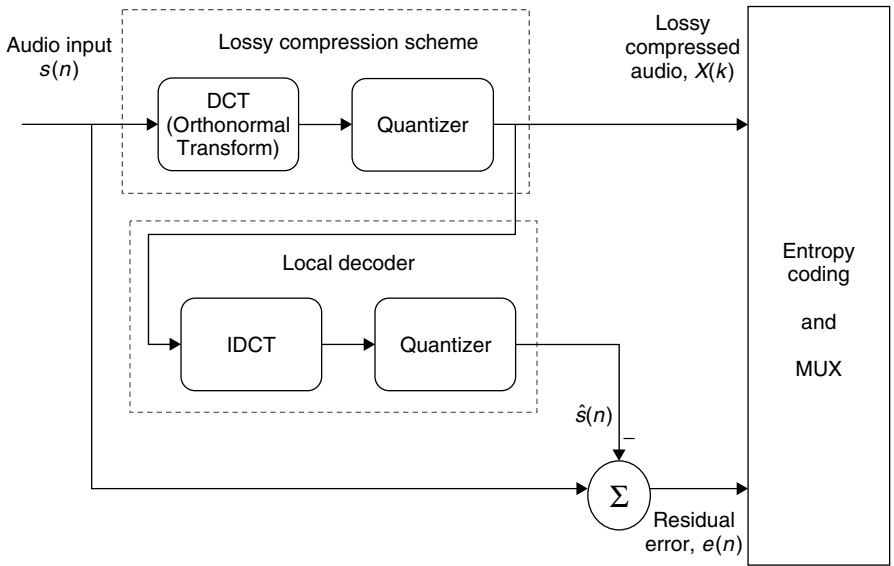 Audio input
s(n)
Lossy compression scheme
DCT
(Orthonormal
Transform)
Quantizer
Lossy
compressed
audio, X(k)
Local decoder
IDCT
Quantizer
ŝ(n)
–
Σ
Residual
error, e(n)
Entropy
coding
and
MUX